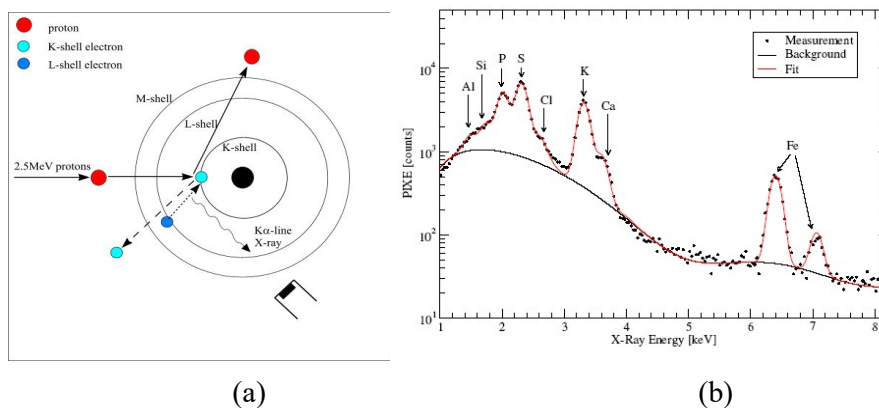 proton
K-shell electron
L-shell electron
M-shell
L-shell
K-shell
2.5MeV protons
Kα-line
X-ray
(a)
Measurement
Background
Fit
Al
Si
P
S
Cl
K
Ca
Fe
PIXE [counts]
10⁴
10³
10²
10¹
1
2
3
4
5
6
7
8
X-Ray Energy [keV]
(b)